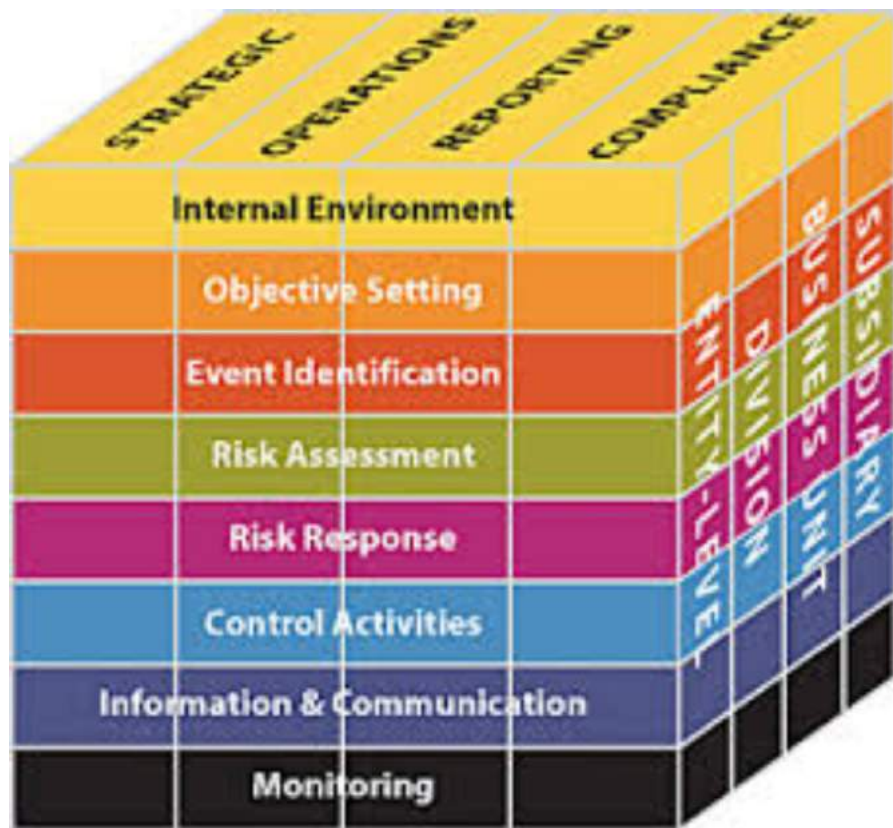 STRATEGIC
OPERATIONS
REPORTING
COMPLIANCE
Internal Environment
Objective Setting
Event Identification
Risk Assessment
Risk Response
Control Activities
Information & Communication
Monitoring
ENTITY-LEVEL
DIVISION
BUSINESS UNIT
SUBSIDIARY